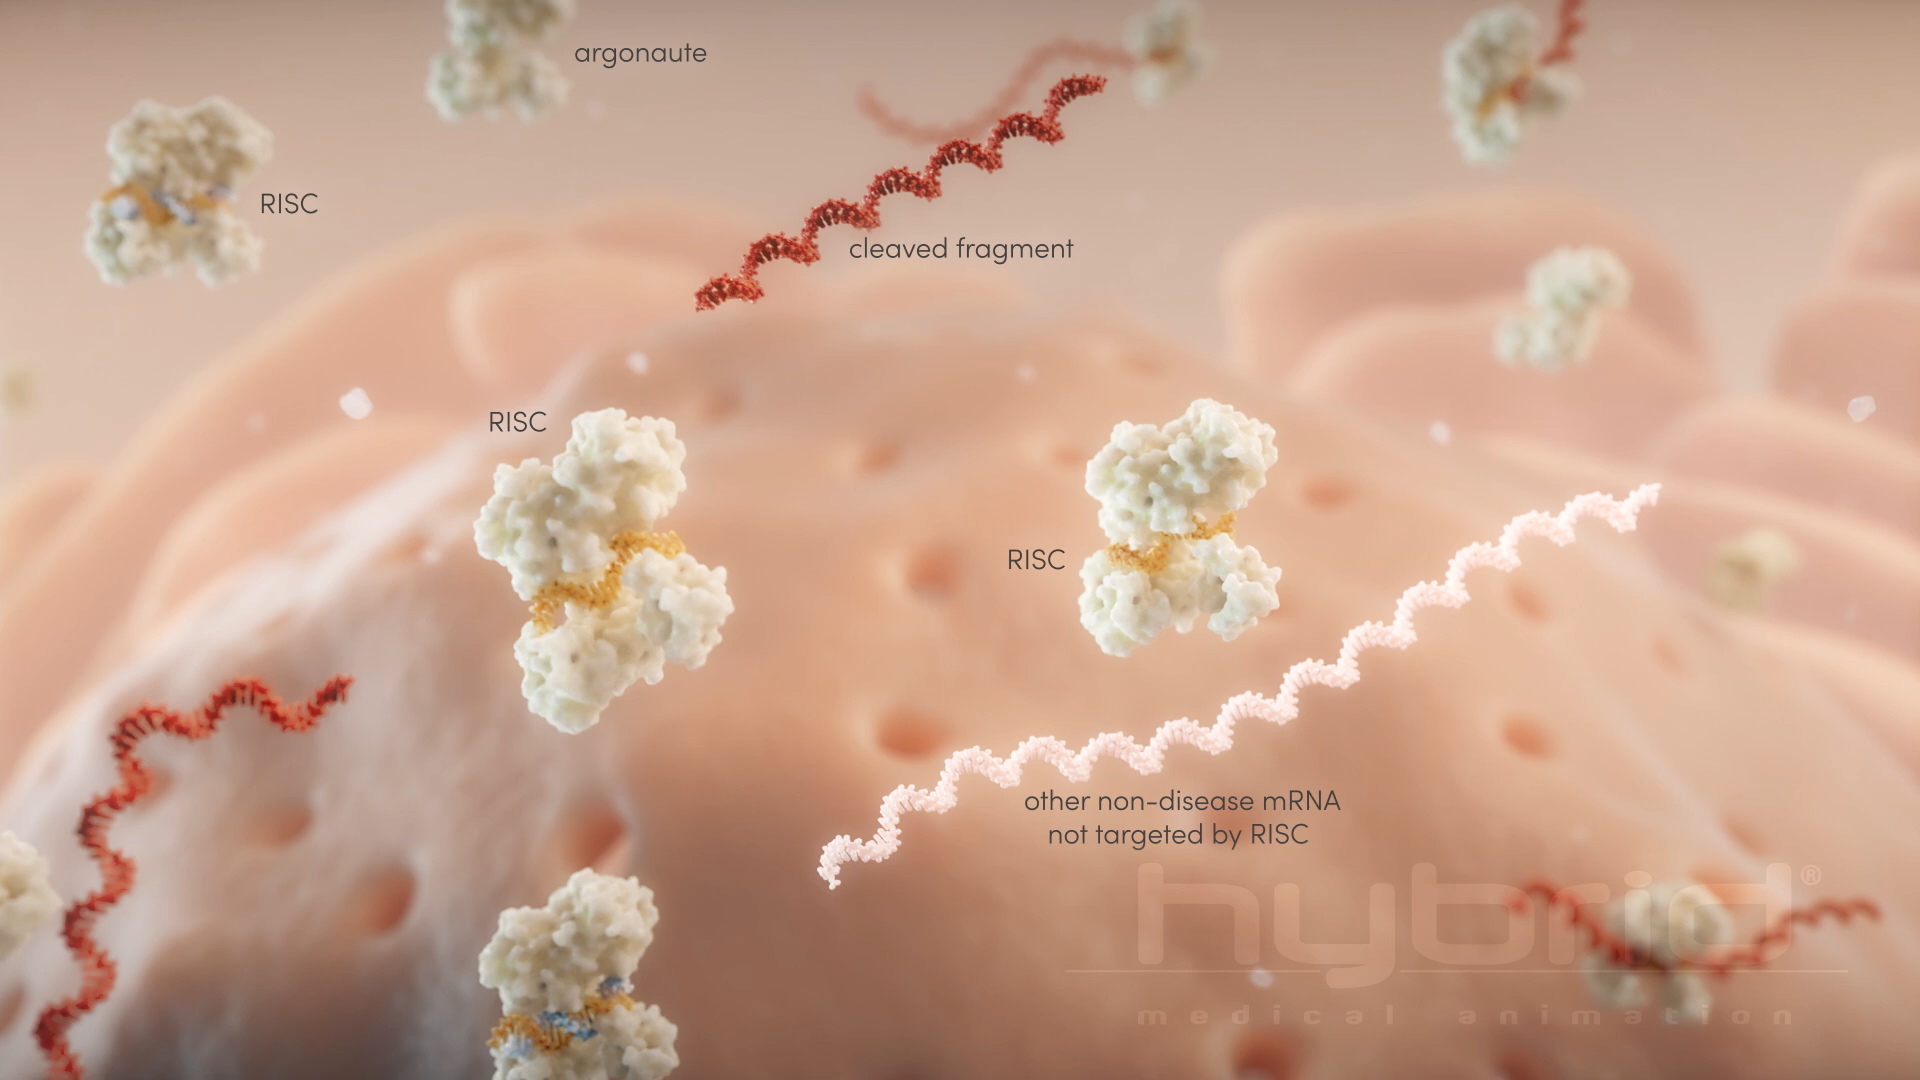 argonaute
RISC
cleaved fragment
RISC
RISC
other non-disease mRNA
not targeted by RISC
hybrid®
medical animation